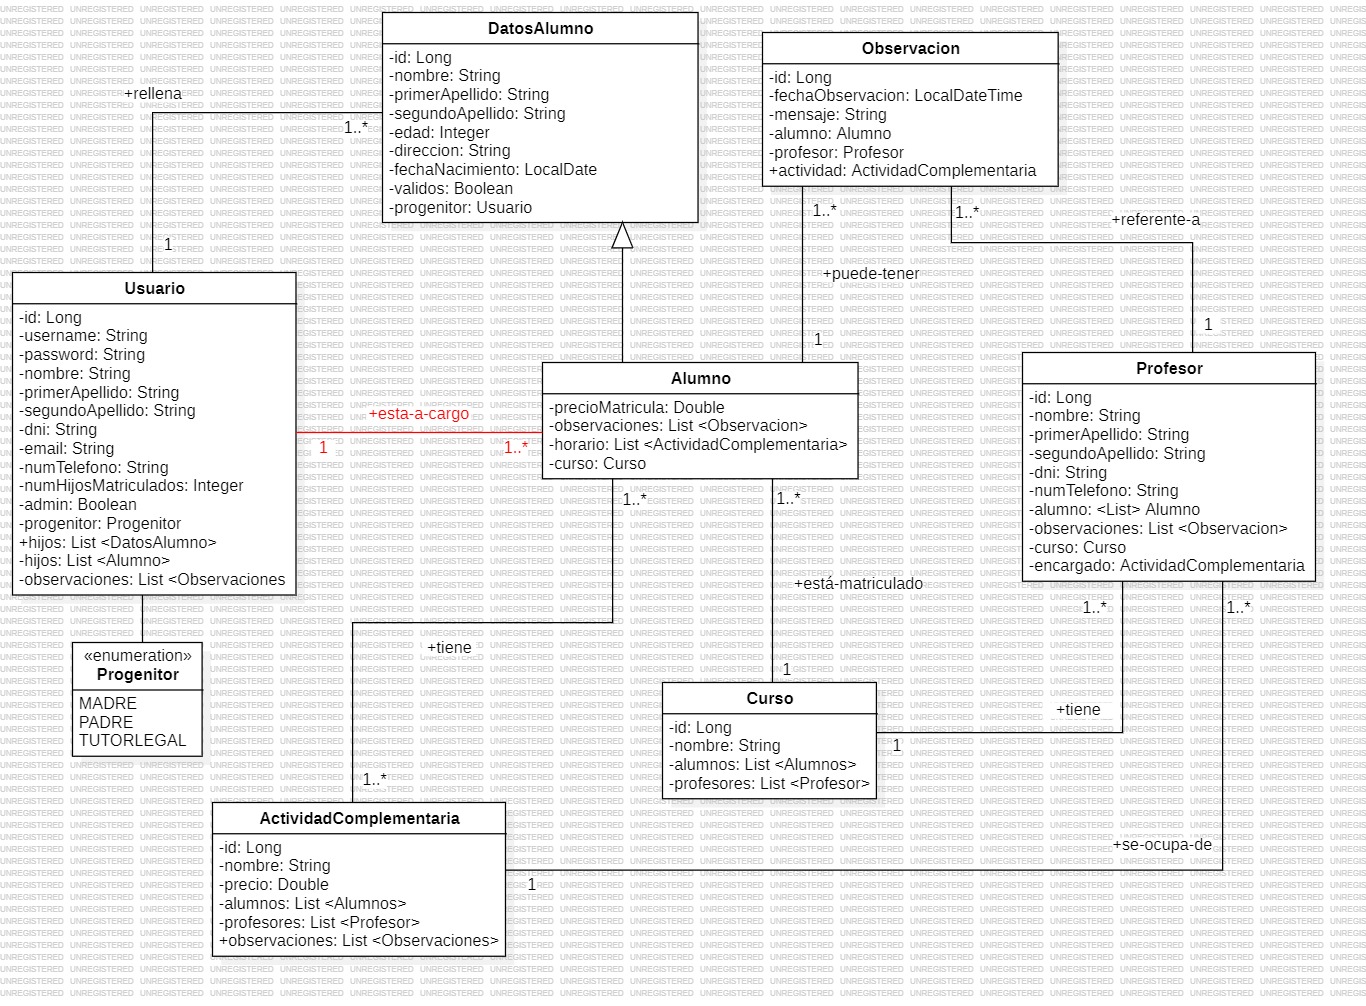 DatosAlumno
-id: Long
-nombre: String
-primerApellido: String
-segundoApellido: String
-edad: Integer
-direccion: String
-fechaNacimiento: LocalDate
-validos: Boolean
-progenitor: Usuario
Observacion
-id: Long
-fechaObservacion: LocalDateTime
-mensaje: String
-alumno: Alumno
-profesor: Profesor
+actividad: ActividadComplementaria
+rellena
1..*
1
1..*
+puede-tener
1
1..*
+referente-a
1
Usuario
-id: Long
-username: String
-password: String
-nombre: String
-primerApellido: String
-segundoApellido: String
-dni: String
-email: String
-numTelefono: String
-numHijosMatriculados: Integer
-admin: Boolean
-progenitor: Progenitor
+hijos: List <DatosAlumno>
-hijos: List <Alumno>
-observaciones: List <Observaciones
+esta-a-cargo
1
1..*
Alumno
-precioMatricula: Double
-observaciones: List <Observacion>
-horario: List <ActividadComplementaria>
-curso: Curso
Profesor
-id: Long
-nombre: String
-primerApellido: String
-segundoApellido: String
-dni: String
-numTelefono: String
-alumno: <List> Alumno
-observaciones: List <Observacion>
-curso: Curso
-encargado: ActividadComplementaria
«enumeration»
Progenitor
MADRE
PADRE
TUTORLEGAL
1..*
+tiene
1..*
1..*
+está-matriculado
1
1..*
+tiene
1
1..*
+se-ocupa-de
1
Curso
-id: Long
-nombre: String
-alumnos: List <Alumnos>
-profesores: List <Profesor>
ActividadComplementaria
-id: Long
-nombre: String
-precio: Double
-alumnos: List <Alumnos>
-profesores: List <Profesor>
+observaciones: List <Observaciones>
UNREGISTERED